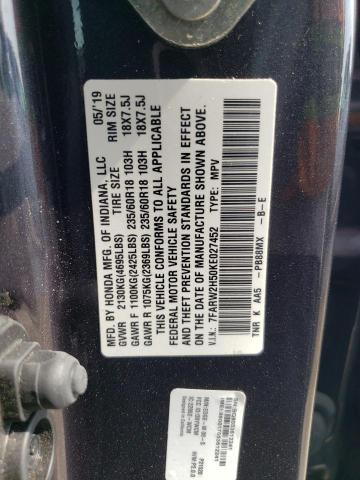 MFD. BY HONDA MFG. OF INDIANA, LLC 05/'19
TIRE SIZE RIM SIZE
GVWR 2130KG(4695LBS)
GAWR F 1100KG(2425LBS) 235/60R18 103H 18X7.5J
GAWR R 1075KG(2369LBS) 235/60R18 103H 18X7.5J
THIS VEHICLE CONFORMS TO ALL APPLICABLE
FEDERAL MOTOR VEHICLE SAFETY
AND THEFT PREVENTION STANDARDS IN EFFECT
ON THE DATE OF MANUFACTURE SHOWN ABOVE.
V.I.N.: 7FARW2H50KE027452 TYPE: MPV
TNR K AA5 -PB88MX -B-E